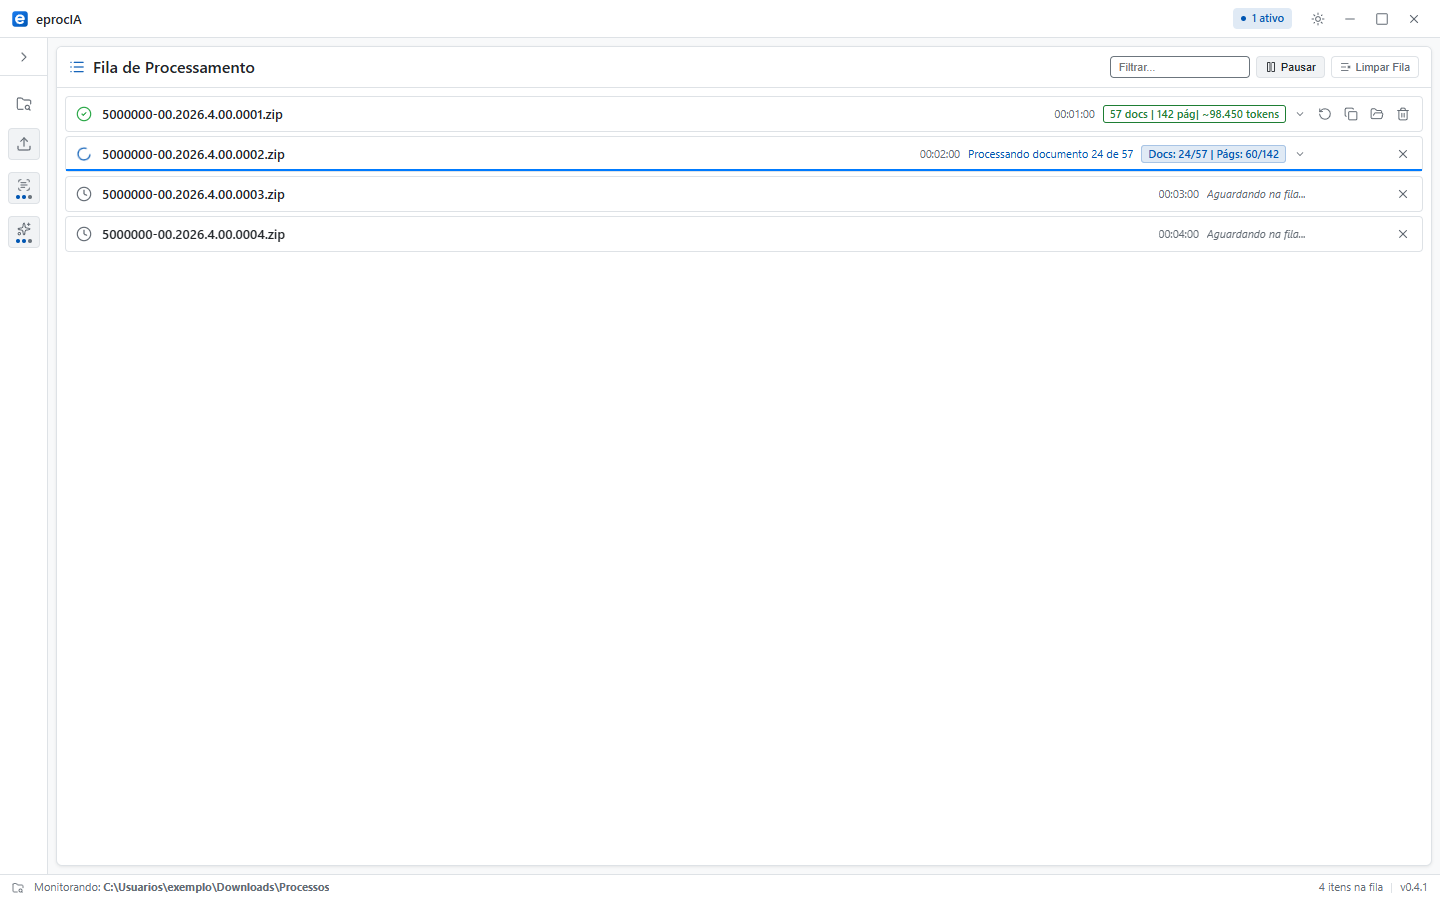 eprocIA
1 ativo
Fila de Processamento
Filtrar...
Pausar
Limpar Fila
5000000-00.2026.4.00.0001.zip
00:01:00
57 docs | 142 pág| ~98.450 tokens
5000000-00.2026.4.00.0002.zip
00:02:00
Processando documento 24 de 57
Docs: 24/57 | Págs: 60/142
5000000-00.2026.4.00.0003.zip
00:03:00
Aguardando na fila...
5000000-00.2026.4.00.0004.zip
00:04:00
Aguardando na fila...
Monitorando: C:\Usuarios\exemplo\Downloads\Processos
4 itens na fila
v0.4.1